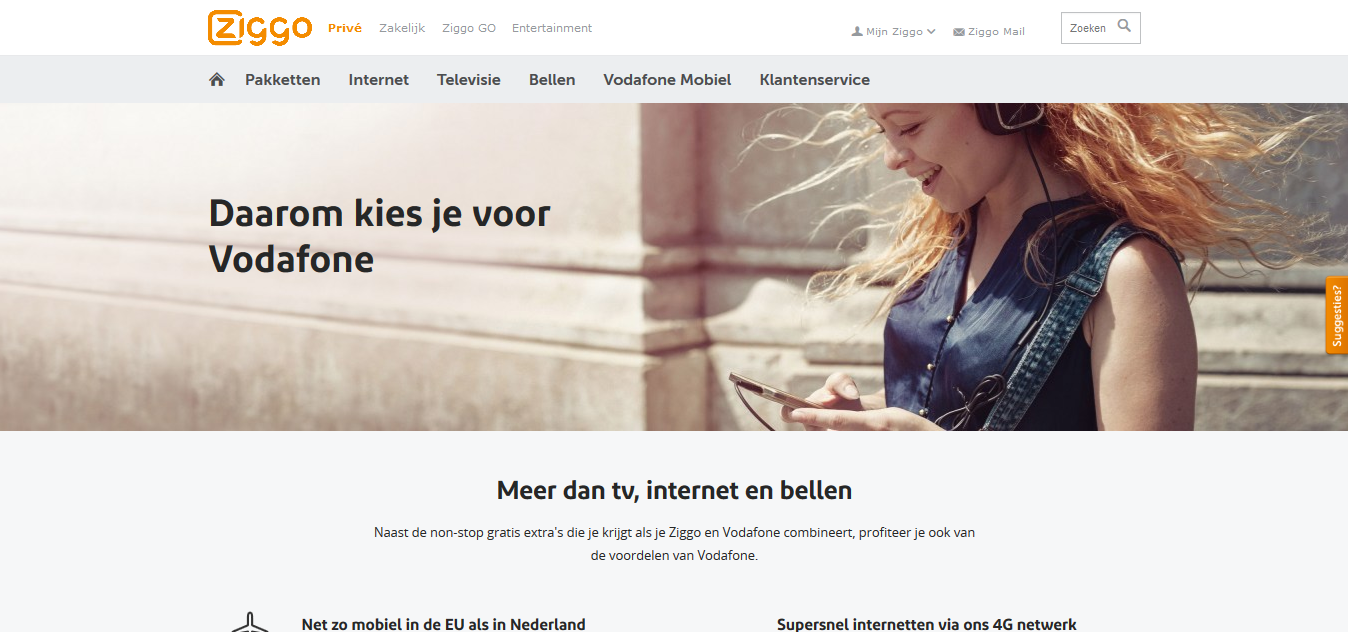 Ziggo
Privé Zakelijk Ziggo GO Entertainment
Mijn Ziggo Ziggo Mail Zoeken
Pakketten Internet Televisie Bellen Vodafone Mobiel Klantenservice
Daarom kies je voor
Vodafone
Suggesties?
Meer dan tv, internet en bellen
Naast de non-stop gratis extra's die je krijgt als je Ziggo en Vodafone combineert, profiteer je ook van
de voordelen van Vodafone.
Net zo mobiel in de EU als in Nederland
Supersnel internetten via ons 4G netwerk